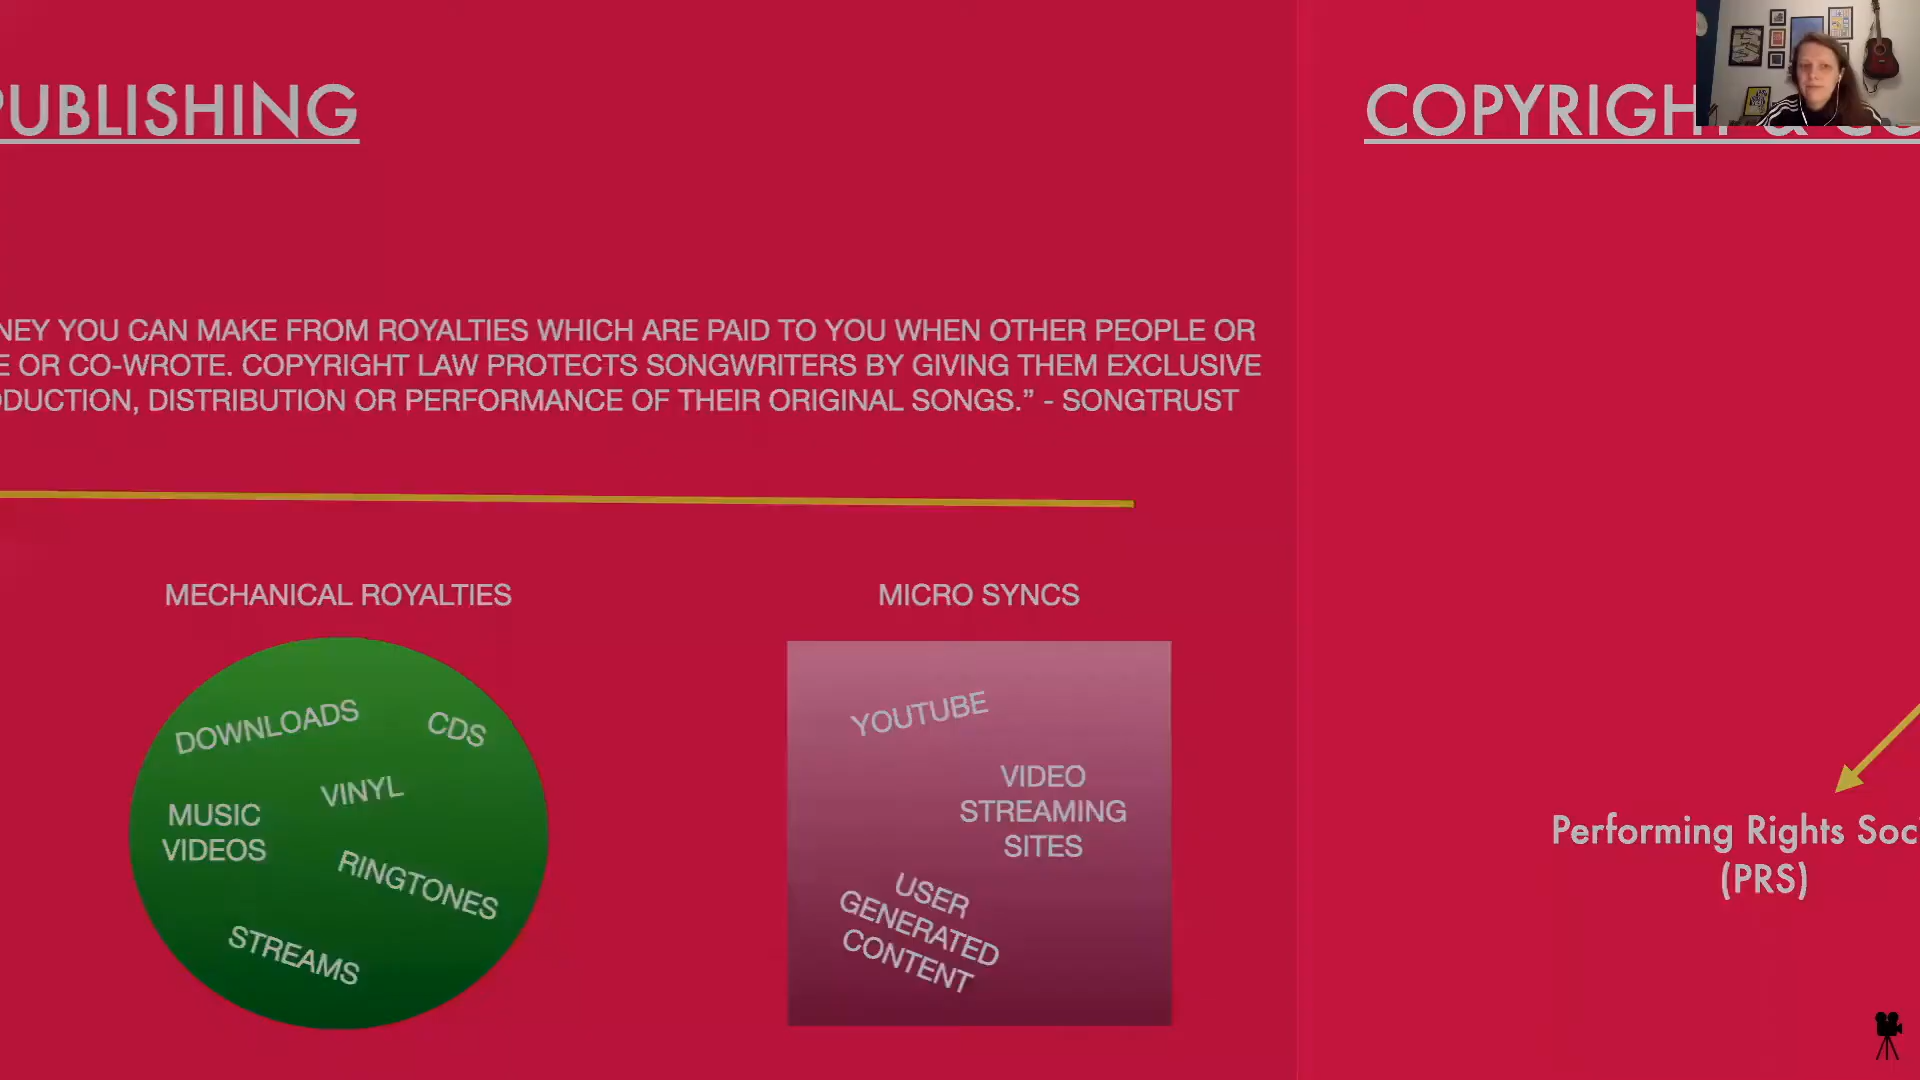 PUBLISHING
NEY YOU CAN MAKE FROM ROYALTIES WHICH ARE PAID TO YOU WHEN OTHER PEOPLE OR
E OR CO-WROTE. COPYRIGHT LAW PROTECTS SONGWRITERS BY GIVING THEM EXCLUSIVE
DUCTION, DISTRIBUTION OR PERFORMANCE OF THEIR ORIGINAL SONGS.” - SONGTRUST
MECHANICAL ROYALTIES
DOWNLOADS
CDS
VINYL
MUSIC
VIDEOS
RINGTONES
STREAMS
MICRO SYNCS
YOUTUBE
VIDEO
STREAMING
SITES
USER
GENERATED
CONTENT
COPYRIGHT &
Performing Rights Soci
(PRS)